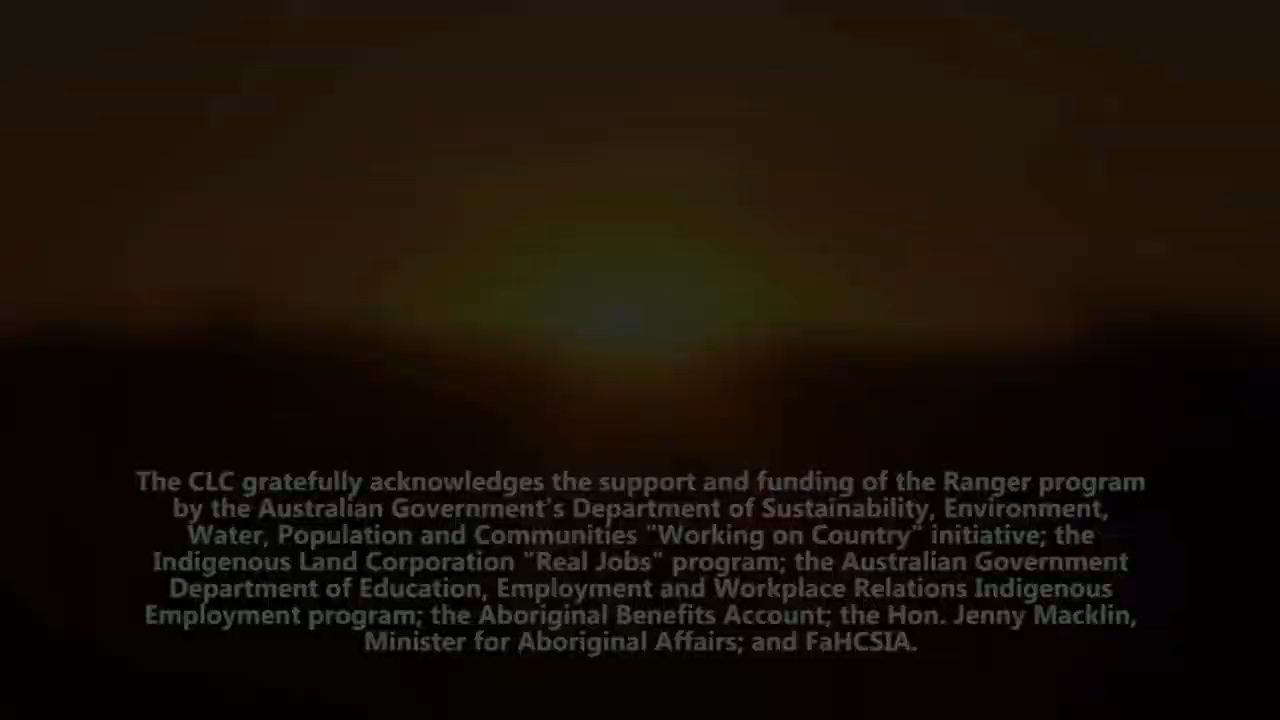 The CLC gratefully acknowledges the support and funding of the Ranger program
by the Australian Government's Department of Sustainability, Environment,
Water, Population and Communities "Working on Country" initiative; the
Indigenous Land Corporation "Real Jobs" program; the Australian Government
Department of Education, Employment and Workplace Relations Indigenous
Employment program; the Aboriginal Benefits Account; the Hon. Jenny Macklin,
Minister for Aboriginal Affairs; and FaHCSIA.